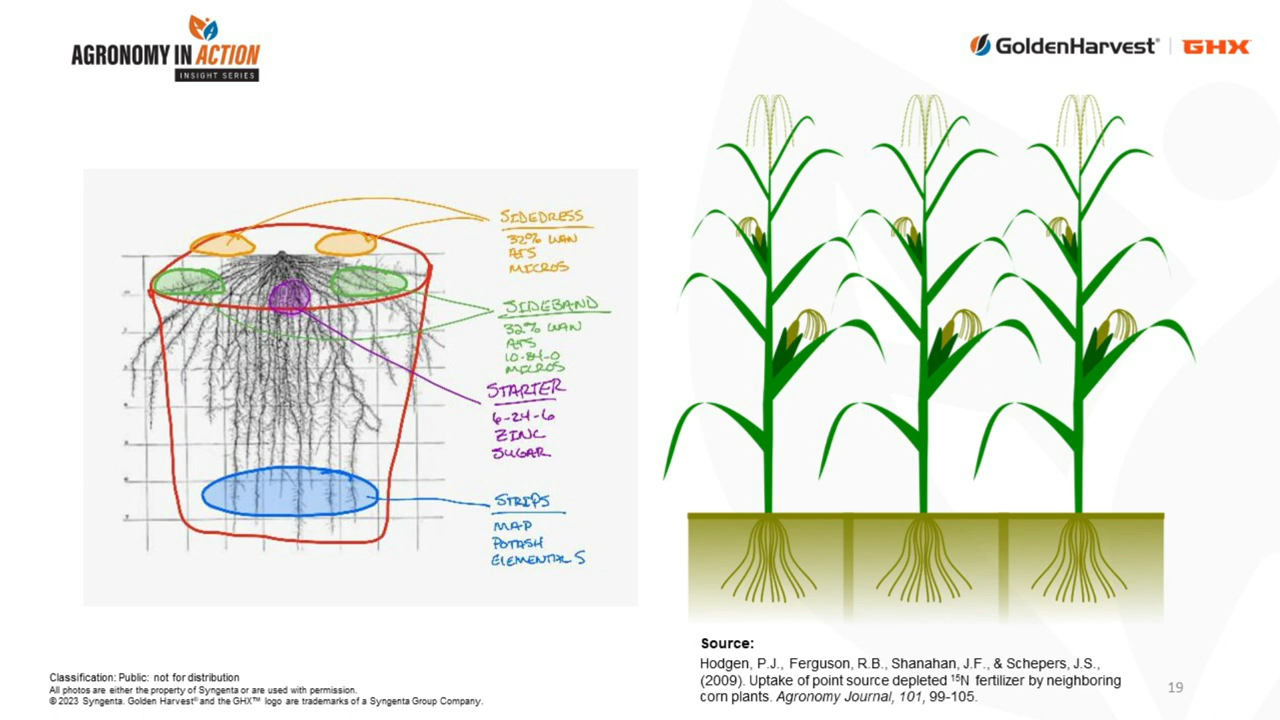 AGRONOMY IN ACTION
INSIGHT SERIES
GoldenHarvest® | GHX™
SIDEDRESS
32% UAN
ATS
MICROS
SIDEBAND
32% UAN
ATS
10-34-0
MICROS
STARTER
6-24-6
ZINC
SUGAR
STRIPS
MAP
POTASH
ELEMENTAL S
Source:
Hodgen, P.J., Ferguson, R.B., Shanahan, J.F., & Schepers, J.S.,
(2009). Uptake of point source depleted ¹⁵N fertilizer by neighboring
corn plants. Agronomy Journal, 101, 99-105.
Classification: Public: not for distribution
All photos are either the property of Syngenta or are used with permission.
© 2023 Syngenta. Golden Harvest® and the GHX™ logo are trademarks of a Syngenta Group Company.
19